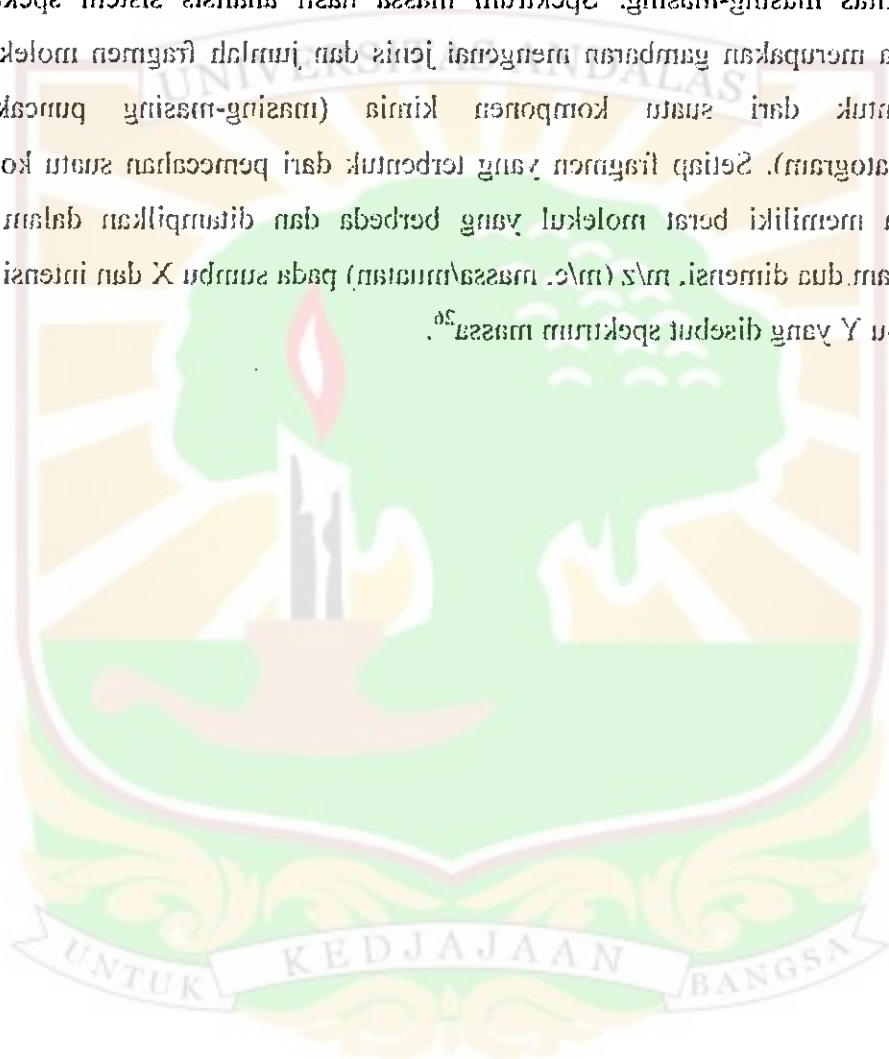 itas masing-masing. Spektrum massa hasil analisis sistem spek
a merupakan gambaran mengenai jenis dan jumlah fragmen molek
UNIVERSITAS ANDALAS
ntuk dari suatu komponen kimia (masing-masing puncak
atogram). Setiap fragmen yang terbentuk dari pemecahan suatu ko
memiliki berat molekul yang berbeda dan ditampilkan dalam
am dua dimensi, m/z (m/e, massa/muatan) pada sumbu X dan intensi
u Y yang disebut spektrum massa²⁶.
UNTUK KEDJAJAAN BANGSA